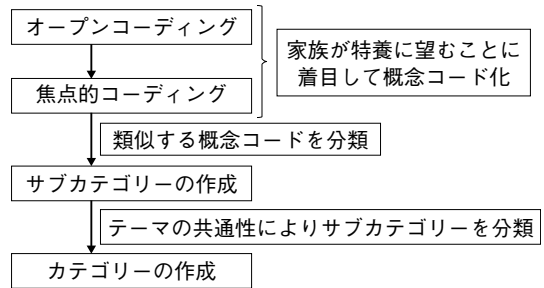 オープンコーディング
家族が特養に望むことに
着目して概念コード化
焦点的コーディング
類似する概念コードを分類
サブカテゴリーの作成
テーマの共通性によりサブカテゴリーを分類
カテゴリーの作成